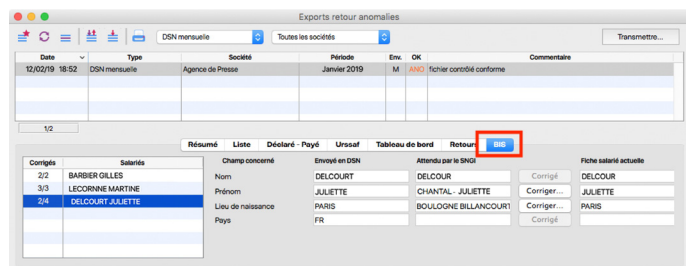 Exports retour anomalies
DSN mensuelle Toutes les sociétés Transmettre...
Date Type Société Période Env. OK Commentaire
12/02/19 18:52 DSN mensuelle Agence de Presse Janvier 2019 M ANO fichier contrôlé conforme
1/2
Résumé Liste Déclaré - Payé Urssaf Tableau de bord Retours BIS
Corrigés Salariés Champ concerné Envoyé en DSN Attendu par le SNGI Fiche salarié actuelle
2/2 BARBIER GILLES Nom DELCOURT DELCOUR Corrigé DELCOUR
3/3 LECORNNE MARTINE Prénom JULIETTE CHANTAL - JULIETTE Corriger... JULIETTE
2/4 DELCOURT JULIETTE Lieu de naissance PARIS BOULOGNE BILLANCOURT Corriger... PARIS
Pays FR Corrigé